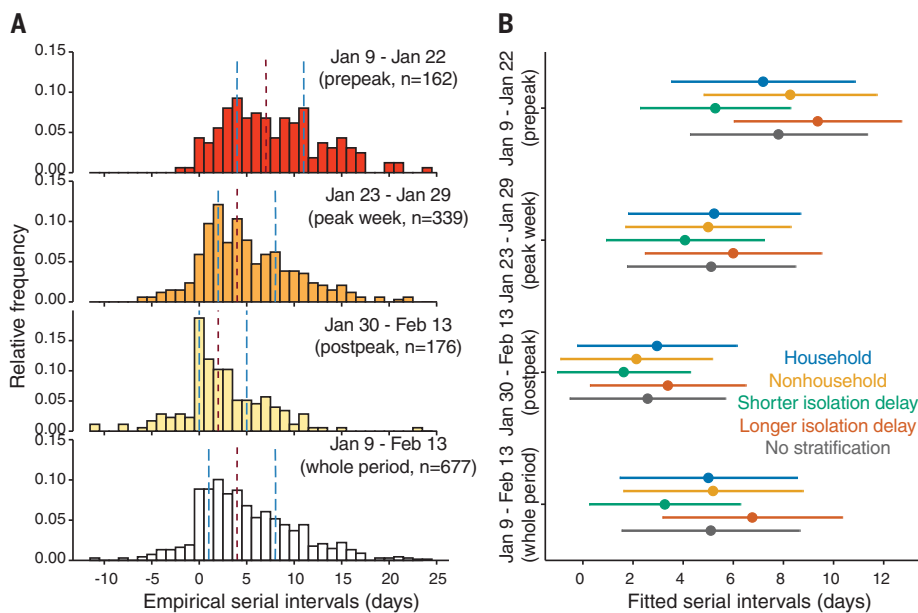 A
B
Jan 9 - Jan 22
(prepeak, n=162)
0.15
0.10
0.05
0.00
Jan 23 - Jan 29
(peak week, n=339)
0.15
0.10
0.05
0.00
Jan 30 - Feb 13
(postpeak, n=176)
0.15
0.10
0.05
0.00
Jan 9 - Feb 13
(whole period, n=677)
0.15
0.10
0.05
0.00
Relative frequency
-10 -5 0 5 10 15 20 25
Empirical serial intervals (days)
Jan 9 - Jan 22
(prepeak)
Jan 23 - Jan 29
(peak week)
Jan 30 - Feb 13
(postpeak)
Jan 9 - Feb 13
(whole period)
Household
Nonhousehold
Shorter isolation delay
Longer isolation delay
No stratification
0 2 4 6 8 10 12
Fitted serial intervals (days)